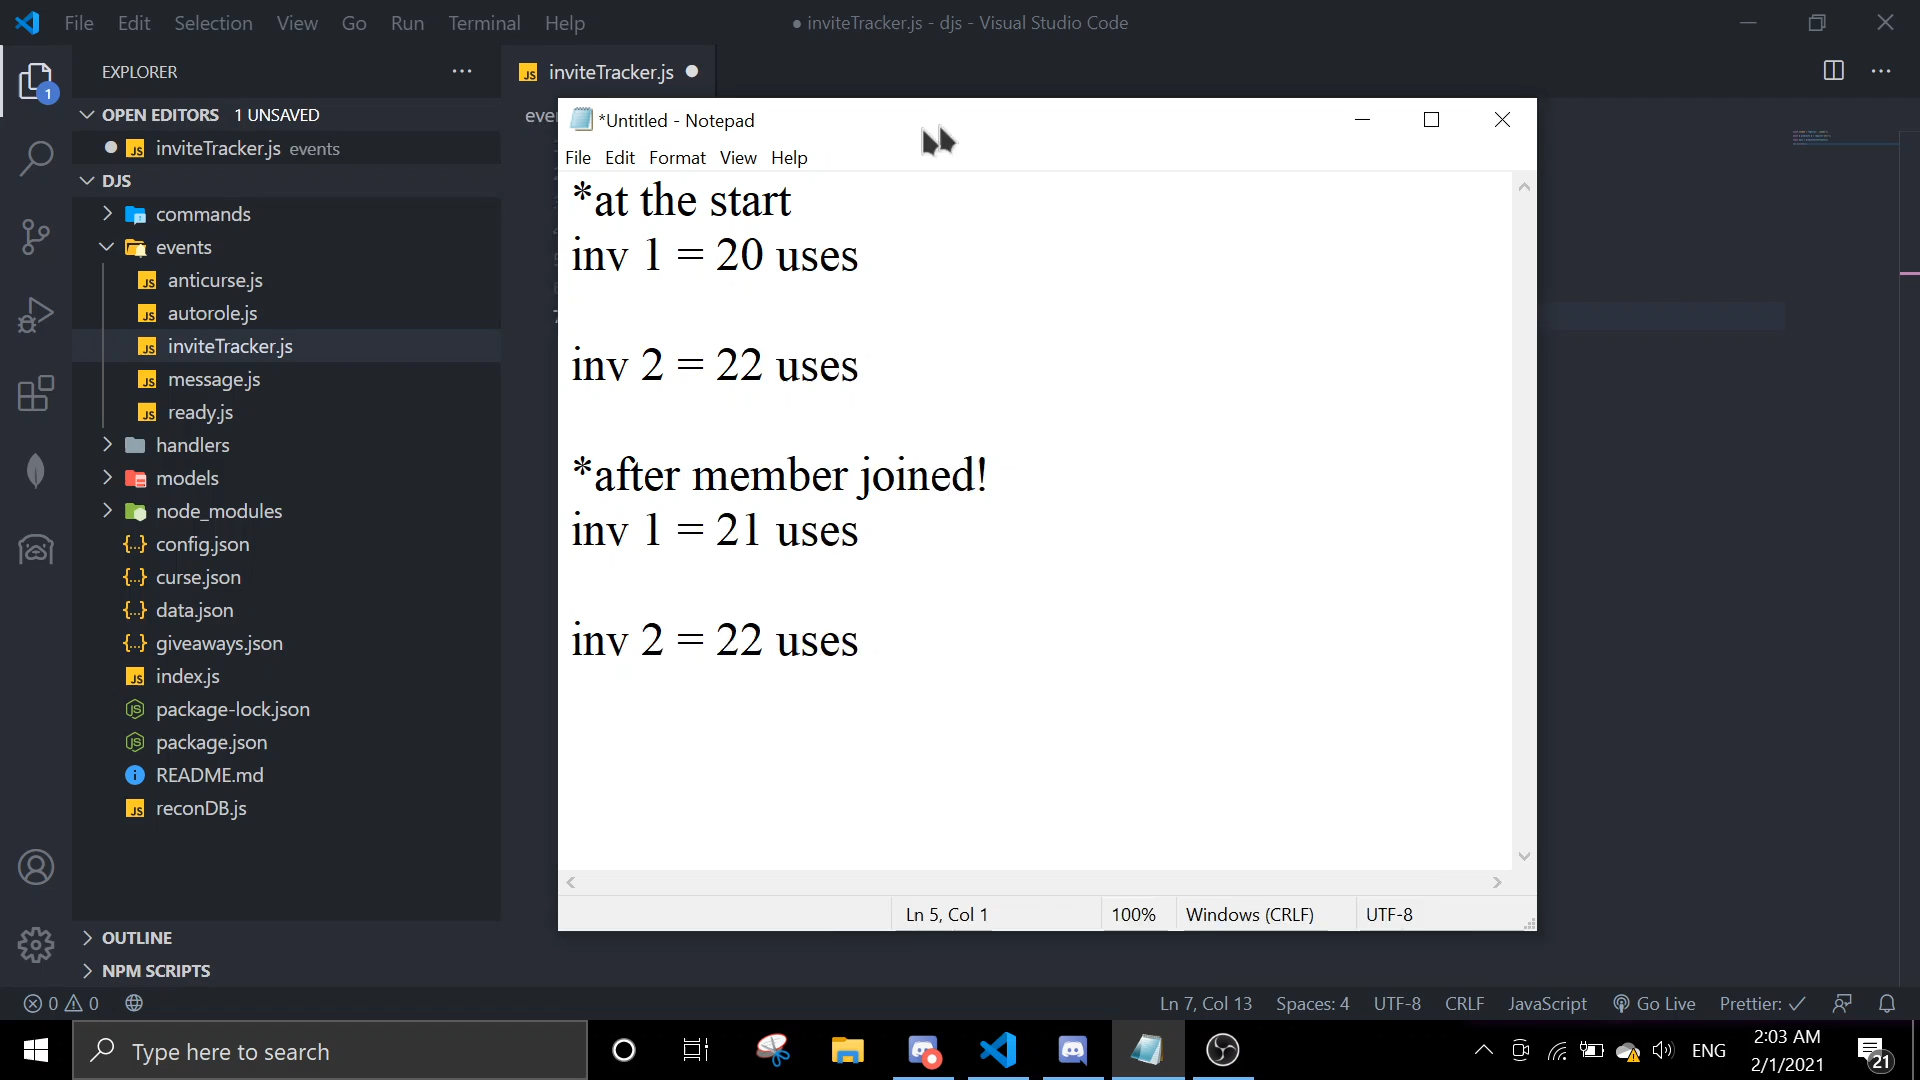 File Edit Selection View Go Run Terminal Help
● inviteTracker.js - djs - Visual Studio Code
EXPLORER
1
inviteTracker.js
OPEN EDITORS 1 UNSAVED
inviteTracker.js events
DJS
commands
events
anticurse.js
autorole.js
inviteTracker.js
message.js
ready.js
handlers
models
node_modules
config.json
curse.json
data.json
giveaways.json
index.js
package-lock.json
package.json
README.md
reconDB.js
OUTLINE
NPM SCRIPTS
*Untitled - Notepad
File Edit Format View Help
*at the start
inv 1 = 20 uses
inv 2 = 22 uses
*after member joined!
inv 1 = 21 uses
inv 2 = 22 uses
Ln 5, Col 1 100% Windows (CRLF) UTF-8
0 0 Ln 7, Col 13 Spaces: 4 UTF-8 CRLF JavaScript Go Live Prettier: ✓
Type here to search
ENG
2:03 AM
2/1/2021
21